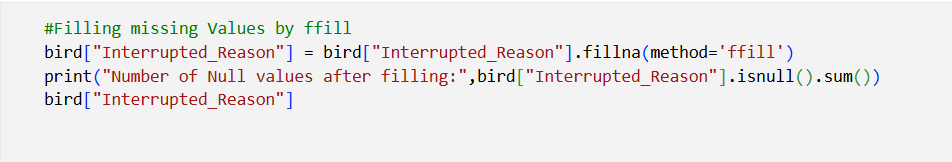 #Filling missing Values by ffill
bird["Interrupted_Reason"] = bird["Interrupted_Reason"].fillna(method='ffill')
print("Number of Null values after filling:",bird["Interrupted_Reason"].isnull().sum())
bird["Interrupted_Reason"]